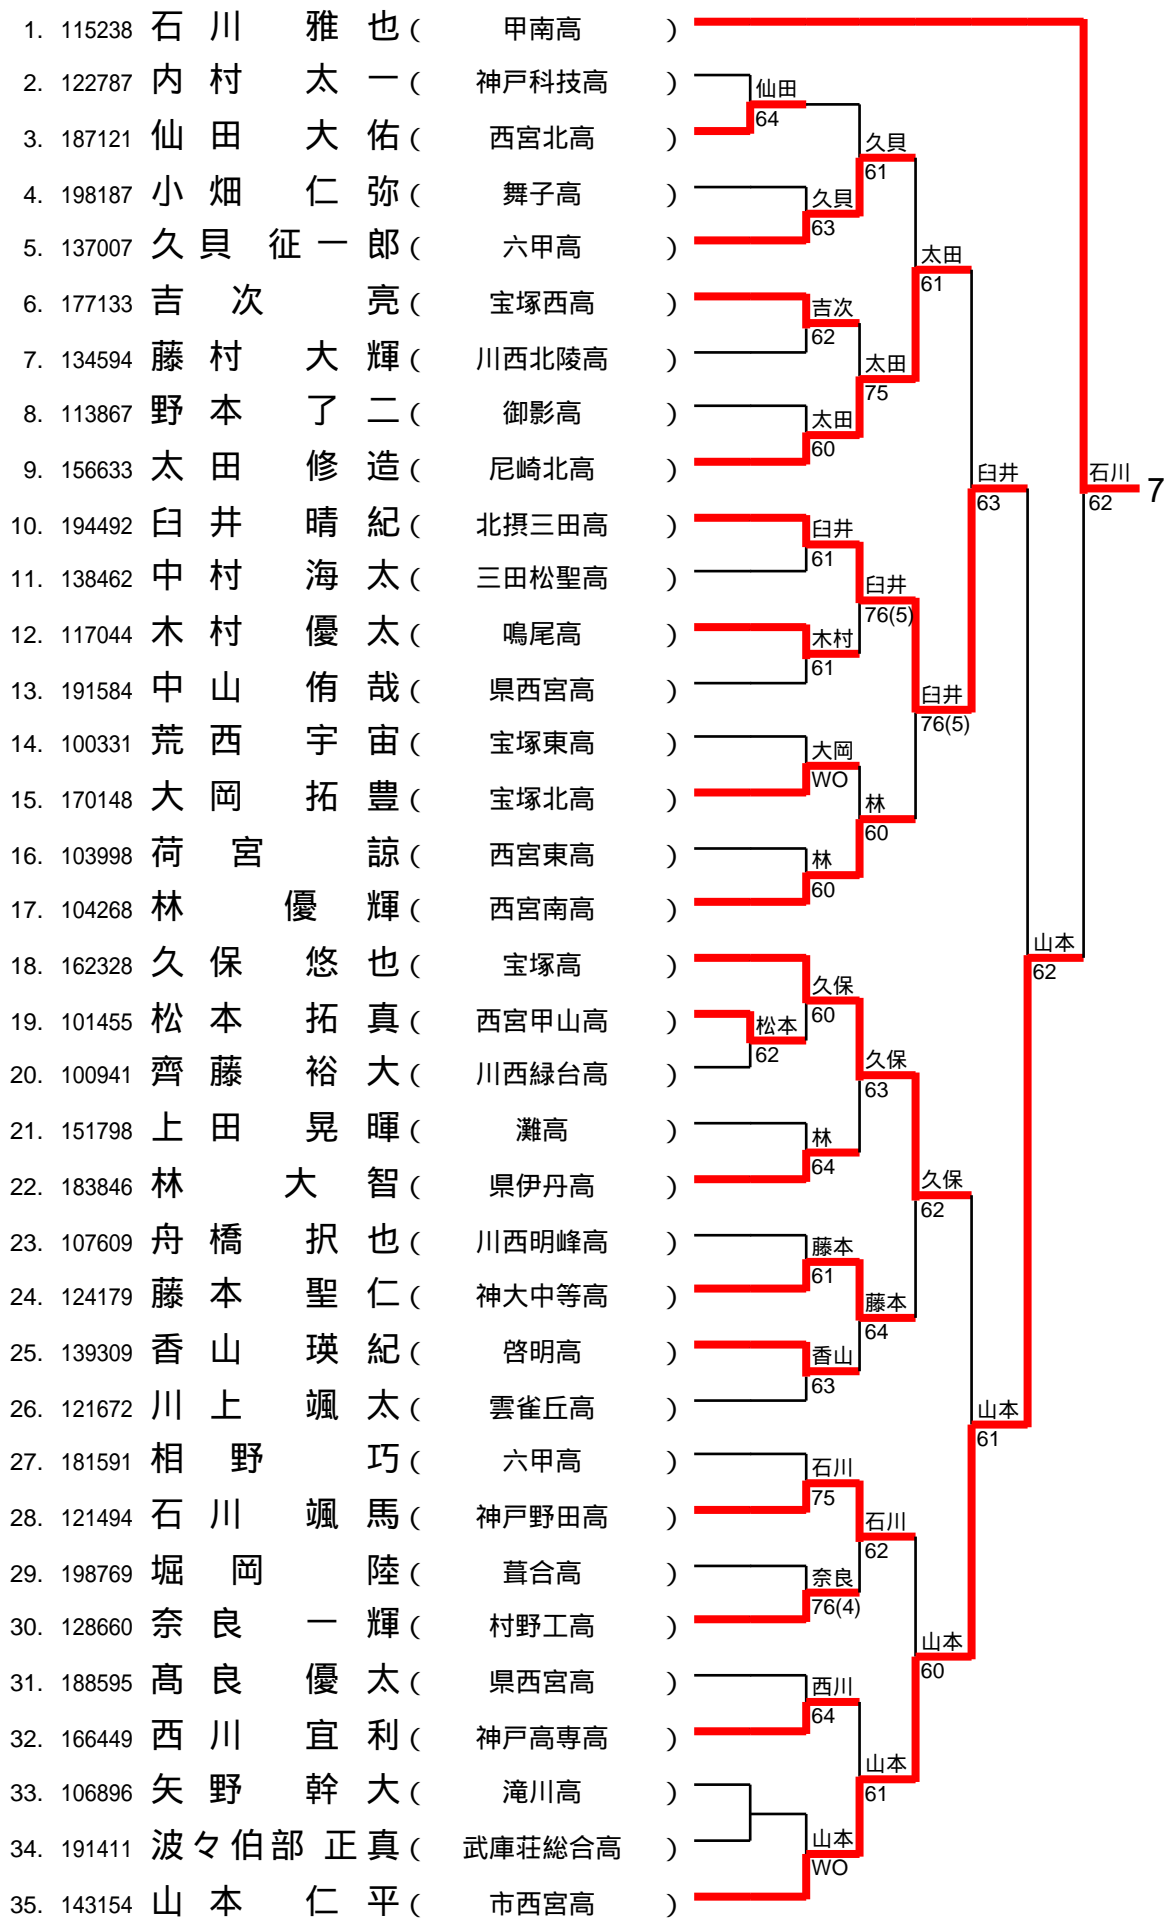 1. 115238 石川 雅也 ( 甲南高 )
2. 122787 内村 太一 ( 神戸科技高 )
仙田
64
3. 187121 仙田 大佑 ( 西宮北高 )
久貝
61
4. 198187 小畑 仁弥 ( 舞子高 )
久貝
63
5. 137007 久貝 征一郎 ( 六甲高 )
太田
61
6. 177133 吉次 亮 ( 宝塚西高 )
吉次
62
7. 134594 藤村 大輝 ( 川西北陵高 )
太田
75
8. 113867 野本 了二 ( 御影高 )
太田
60
9. 156633 太田 修造 ( 尼崎北高 )
臼井
63
石川
62
7
10. 194492 臼井 晴紀 ( 北摂三田高 )
臼井
61
11. 138462 中村 海太 ( 三田松聖高 )
臼井
76(5)
12. 117044 木村 優太 ( 鳴尾高 )
木村
61
13. 191584 中山 侑哉 ( 県西宮高 )
臼井
76(5)
14. 100331 荒西 宇宙 ( 宝塚東高 )
大岡
WO
15. 170148 大岡 拓豊 ( 宝塚北高 )
林
60
16. 103998 荷宮 諒 ( 西宮東高 )
林
60
17. 104268 林 優輝 ( 西宮南高 )
山本
62
18. 162328 久保 悠也 ( 宝塚高 )
久保
60
19. 101455 松本 拓真 ( 西宮甲山高 )
松本
62
20. 100941 齊藤 裕大 ( 川西緑台高 )
久保
63
21. 151798 上田 晃暉 ( 灘高 )
林
64
22. 183846 林 大智 ( 県伊丹高 )
久保
62
23. 107609 舟橋 択也 ( 川西明峰高 )
藤本
61
24. 124179 藤本 聖仁 ( 神大中等高 )
藤本
64
25. 139309 香山 瑛紀 ( 啓明高 )
香山
63
26. 121672 川上 颯太 ( 雲雀丘高 )
山本
61
27. 181591 相野 巧 ( 六甲高 )
石川
75
28. 121494 石川 颯馬 ( 神戸野田高 )
石川
62
29. 198769 堀岡 陸 ( 葺合高 )
奈良
76(4)
30. 128660 奈良 一輝 ( 村野工高 )
山本
60
31. 188595 髙良 優太 ( 県西宮高 )
西川
64
32. 166449 西川 宜利 ( 神戸高専高 )
山本
61
33. 106896 矢野 幹大 ( 滝川高 )
34. 191411 波々伯部 正真 ( 武庫荘総合高 )
山本
WO
35. 143154 山本 仁平 ( 市西宮高 )